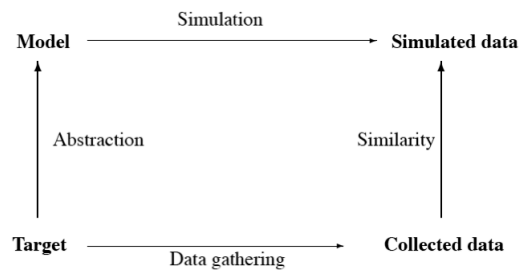 Simulation
Model
Simulated data
Abstraction
Similarity
Target
Collected data
Data gathering